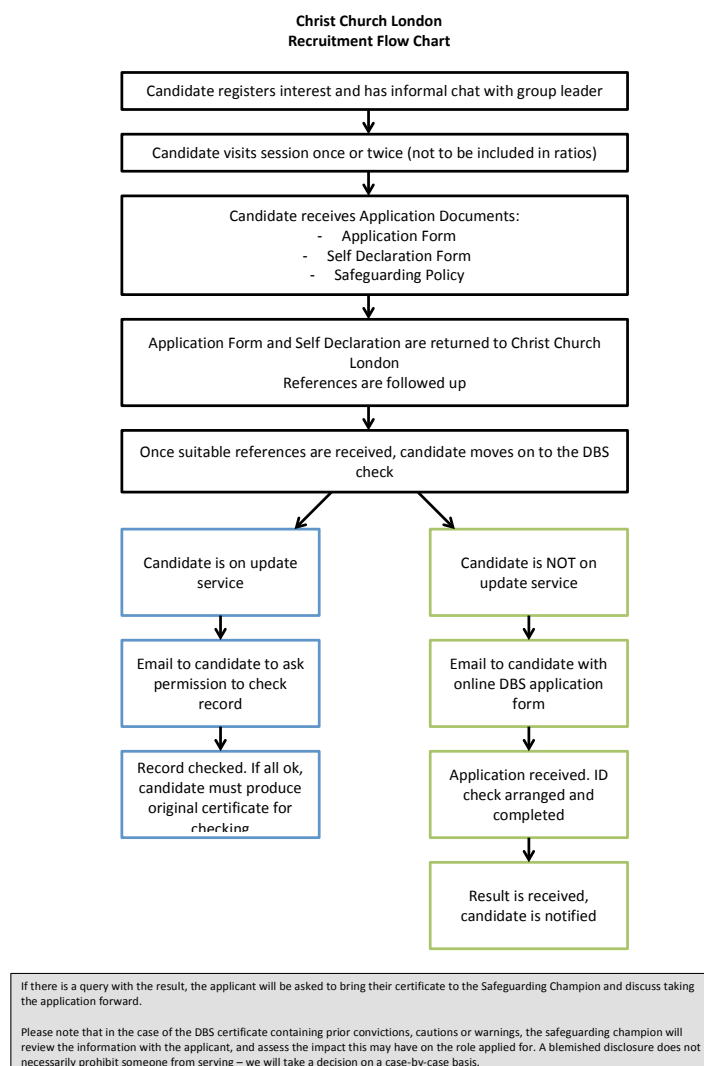 Christ Church London
Recruitment Flow Chart
Candidate registers interest and has informal chat with group leader
Candidate visits session once or twice (not to be included in ratios)
Candidate receives Application Documents:
- Application Form
- Self Declaration Form
- Safeguarding Policy
Application Form and Self Declaration are returned to Christ Church
London
References are followed up
Once suitable references are received, candidate moves on to the DBS
check
Candidate is on update
service
Email to candidate to ask
permission to check
record
Record checked. If all ok,
candidate must produce
original certificate for
checking
Candidate is NOT on
update service
Email to candidate with
online DBS application
form
Application received. ID
check arranged and
completed
Result is received,
candidate is notified
If there is a query with the result, the applicant will be asked to bring their certificate to the Safeguarding Champion and discuss taking
the application forward.
Please note that in the case of the DBS certificate containing prior convictions, cautions or warnings, the safeguarding champion will
review the information with the applicant, and assess the impact this may have on the role applied for. A blemished disclosure does not
necessarily prohibit someone from serving – we will take a decision on a case-by-case basis.